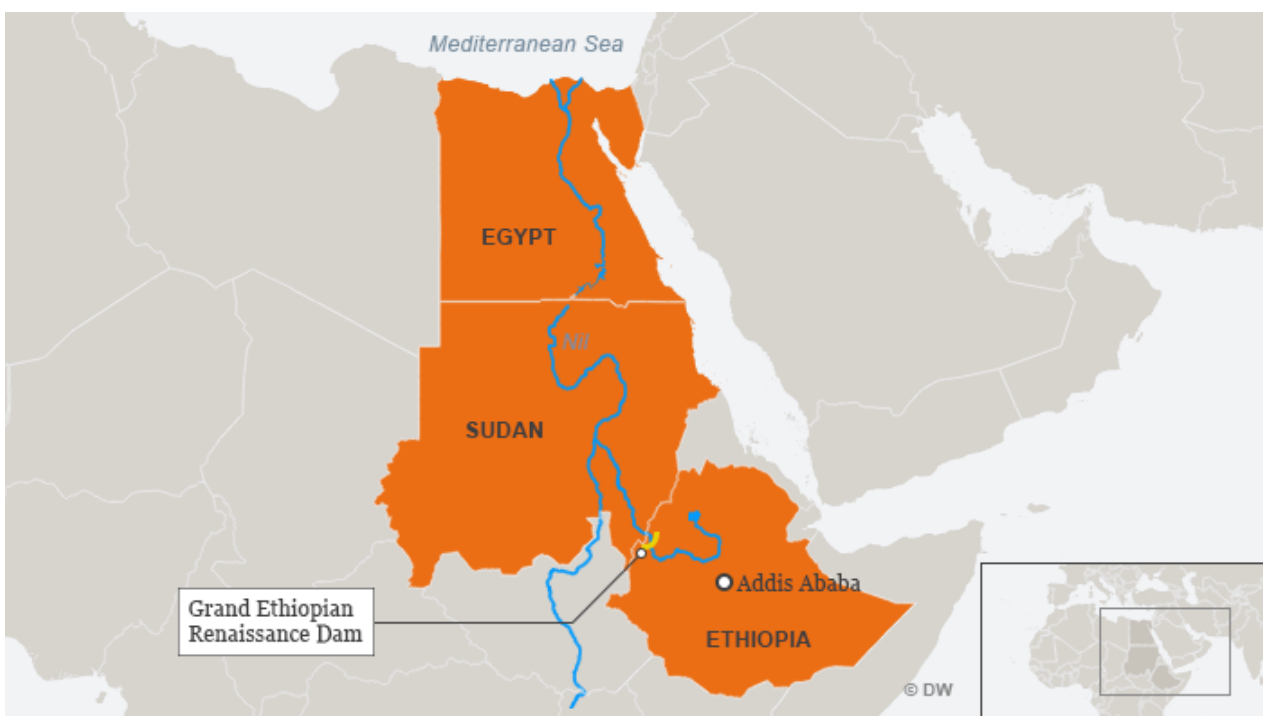 Mediterranean Sea
EGYPT
Nil
SUDAN
Addis Ababa
Grand Ethiopian
Renaissance Dam
ETHIOPIA
© DW